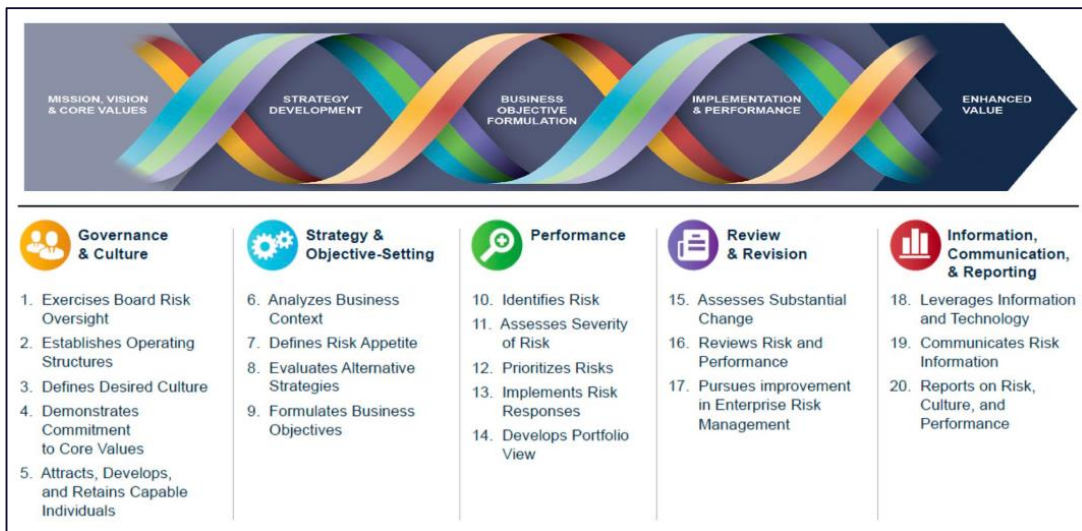 MISSION, VISION
& CORE VALUES
STRATEGY
DEVELOPMENT
BUSINESS
OBJECTIVE
FORMULATION
IMPLEMENTATION
& PERFORMANCE
ENHANCED
VALUE
Governance
& Culture
1. Exercises Board Risk
Oversight
2. Establishes Operating
Structures
3. Defines Desired Culture
4. Demonstrates
Commitment
to Core Values
5. Attracts, Develops,
and Retains Capable
Individuals
Strategy &
Objective-Setting
6. Analyzes Business
Context
7. Defines Risk Appetite
8. Evaluates Alternative
Strategies
9. Formulates Business
Objectives
Performance
10. Identifies Risk
11. Assesses Severity
of Risk
12. Prioritizes Risks
13. Implements Risk
Responses
14. Develops Portfolio
View
Review
& Revision
15. Assesses Substantial
Change
16. Reviews Risk and
Performance
17. Pursues improvement
in Enterprise Risk
Management
Information,
Communication,
& Reporting
18. Leverages Information
and Technology
19. Communicates Risk
Information
20. Reports on Risk,
Culture, and
Performance